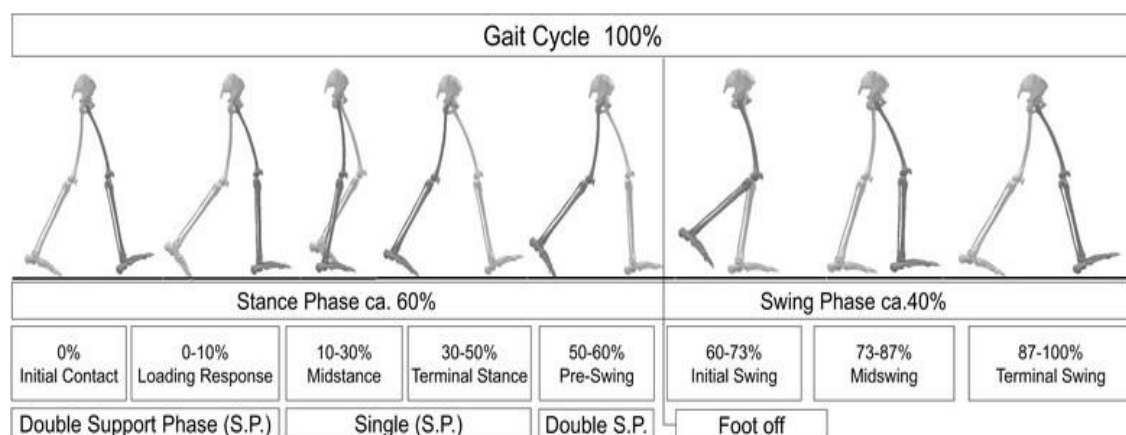 Gait Cycle 100%
Stance Phase ca. 60%
Swing Phase ca.40%
0%
Initial Contact
0-10%
Loading Response
10-30%
Midstance
30-50%
Terminal Stance
50-60%
Pre-Swing
60-73%
Initial Swing
73-87%
Midswing
87-100%
Terminal Swing
Double Support Phase (S.P.)
Single (S.P.)
Double S.P.
Foot off